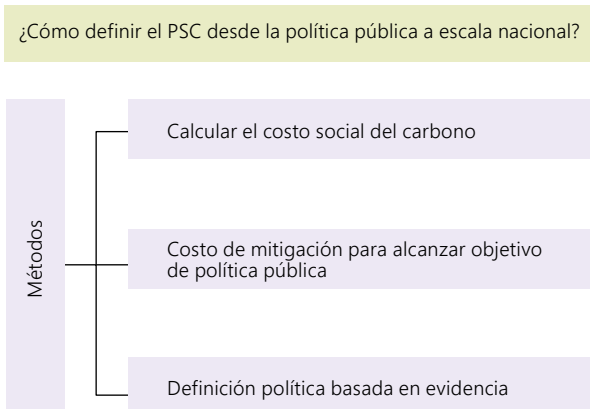 ¿Cómo definir el PSC desde la política pública a escala nacional?
Métodos
Calcular el costo social del carbono
Costo de mitigación para alcanzar objetivo
de política pública
Definición política basada en evidencia